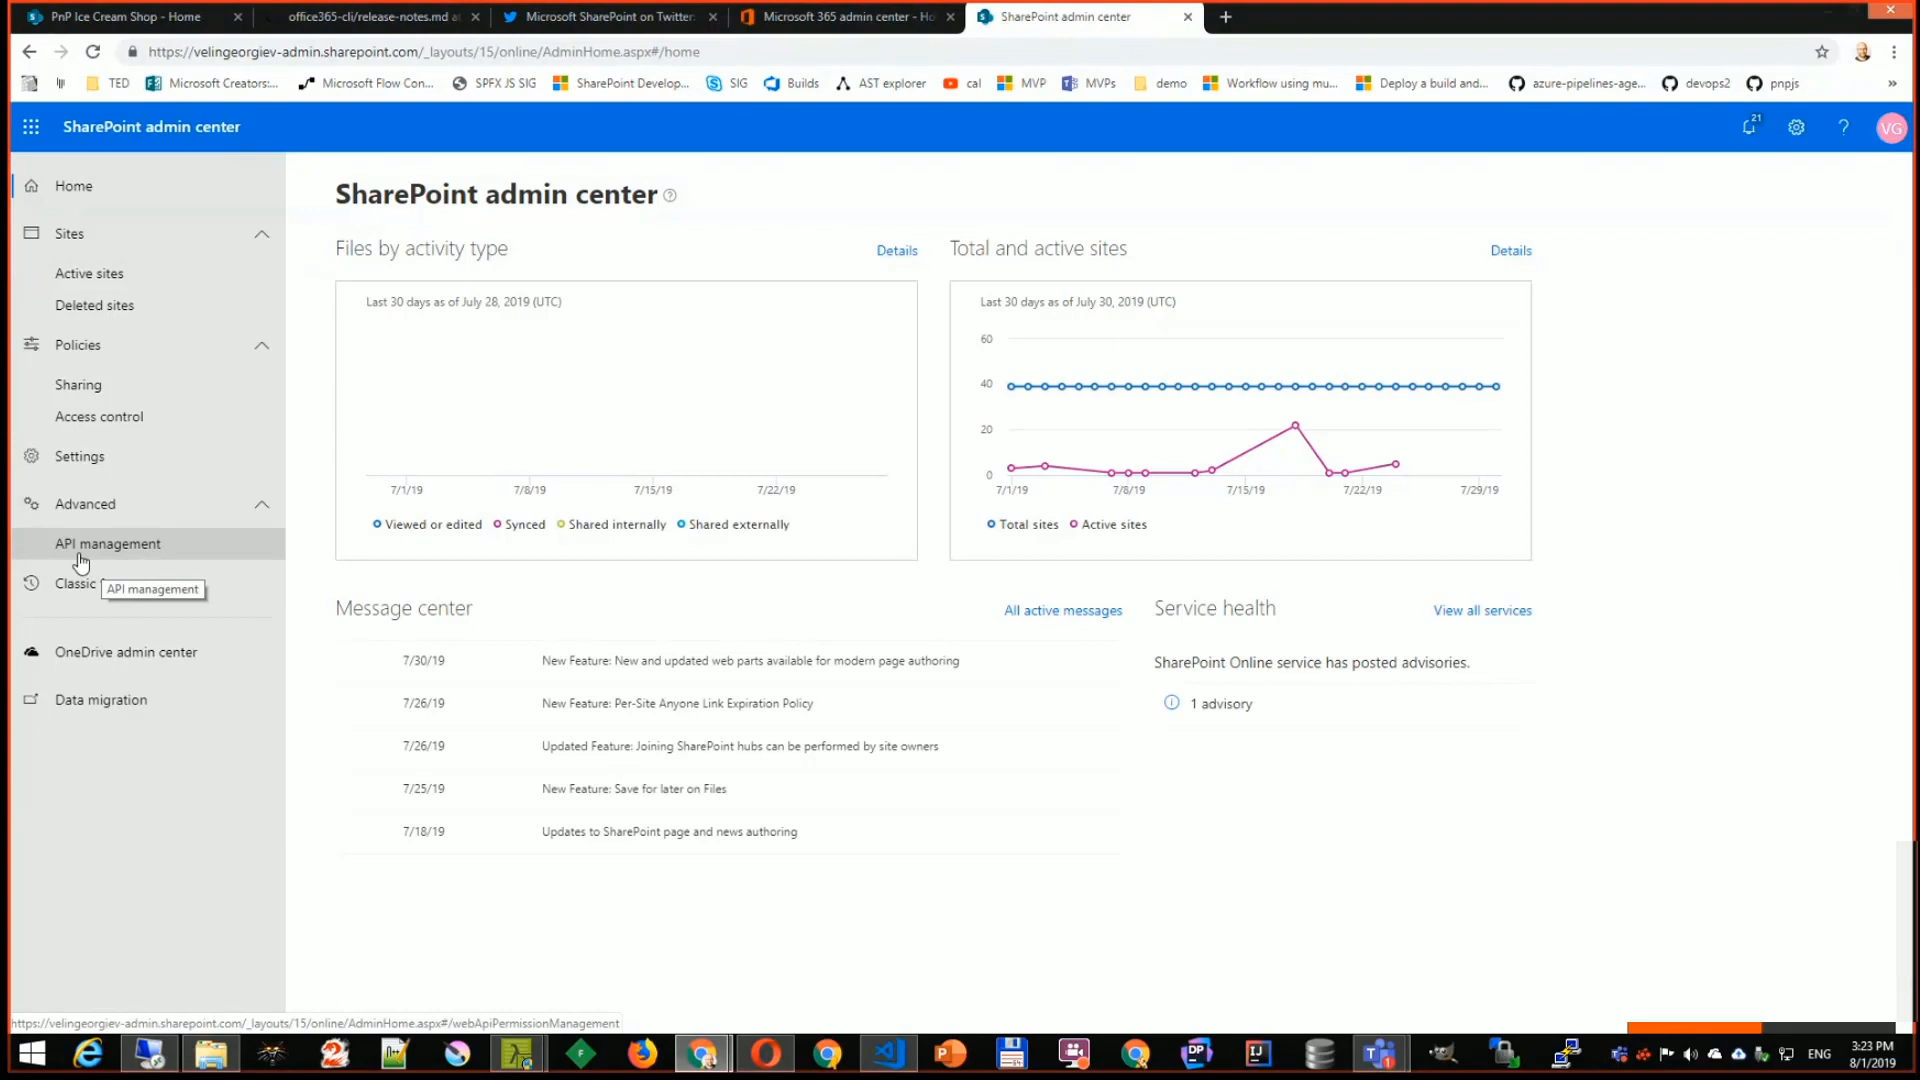 PnP Ice Cream Shop - Home
office365-cli/release-notes.md at
Microsoft SharePoint on Twitter:
Microsoft 365 admin center - Ho
SharePoint admin center
https://velingeorgiev-admin.sharepoint.com/_layouts/15/online/AdminHome.aspx#/home
TED
Microsoft Creators:...
Microsoft Flow Con...
SPFX JS SIG
SharePoint Develop...
SIG
Builds
AST explorer
cal
MVP
MVPs
demo
Workflow using mu...
Deploy a build and...
azure-pipelines-age...
devops2
pnpjs
»
SharePoint admin center
21
?
VG
Home
Sites
Active sites
Deleted sites
Policies
Sharing
Access control
Settings
Advanced
API management
Classic
API management
OneDrive admin center
Data migration
SharePoint admin center
Files by activity type
Details
Last 30 days as of July 28, 2019 (UTC)
7/1/19 7/8/19 7/15/19 7/22/19
Viewed or edited Synced Shared internally Shared externally
Total and active sites
Details
Last 30 days as of July 30, 2019 (UTC)
60
40
20
0
7/1/19 7/8/19 7/15/19 7/22/19 7/29/19
Total sites Active sites
Message center
All active messages
7/30/19 New Feature: New and updated web parts available for modern page authoring
7/26/19 New Feature: Per-Site Anyone Link Expiration Policy
7/26/19 Updated Feature: Joining SharePoint hubs can be performed by site owners
7/25/19 New Feature: Save for later on Files
7/18/19 Updates to SharePoint page and news authoring
Service health
View all services
SharePoint Online service has posted advisories.
1 advisory
https://velingeorgiev-admin.sharepoint.com/_layouts/15/online/AdminHome.aspx#/webApiPermissionManagement
ENG
3:23 PM
8/1/2019